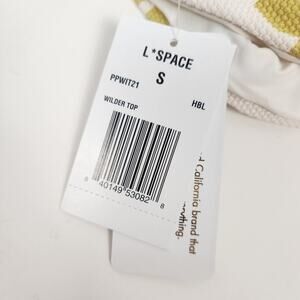 L*SPACE
S
PPWIT21
WILDER TOP HBL
8 40149 53082 8
California brand that